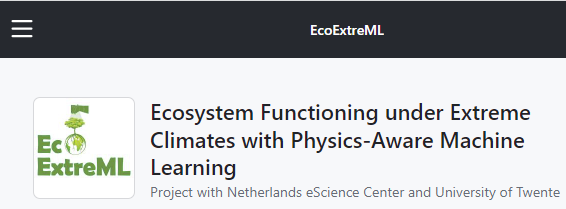 EcoExtreML
Ec
ExtreML
Ecosystem Functioning under Extreme
Climates with Physics-Aware Machine
Learning
Project with Netherlands eScience Center and University of Twente